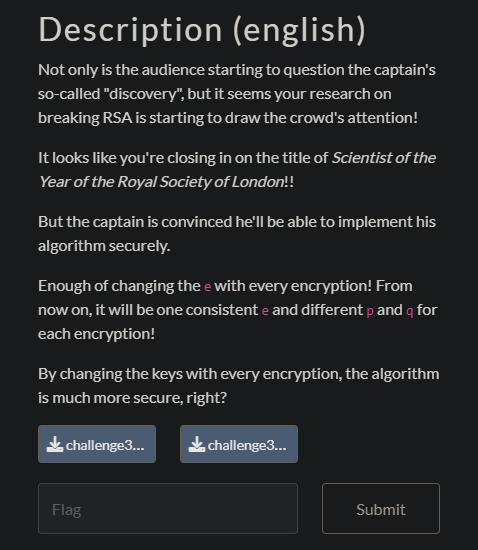 Description (english)
Not only is the audience starting to question the captain's
so-called "discovery", but it seems your research on
breaking RSA is starting to draw the crowd's attention!
It looks like you're closing in on the title of Scientist of the
Year of the Royal Society of London!!
But the captain is convinced he'll be able to implement his
algorithm securely.
Enough of changing the e with every encryption! From
now on, it will be one consistent e and different p and q for
each encryption!
By changing the keys with every encryption, the algorithm
is much more secure, right?
challenge3... challenge3...
Flag Submit